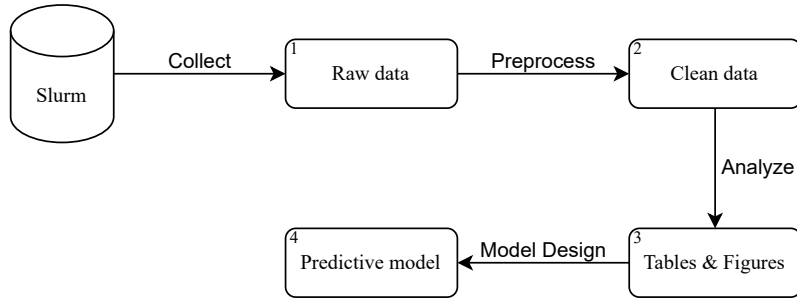 Slurm
Collect
1
Raw data
Preprocess
2
Clean data
Analyze
3
Tables & Figures
Model Design
4
Predictive model